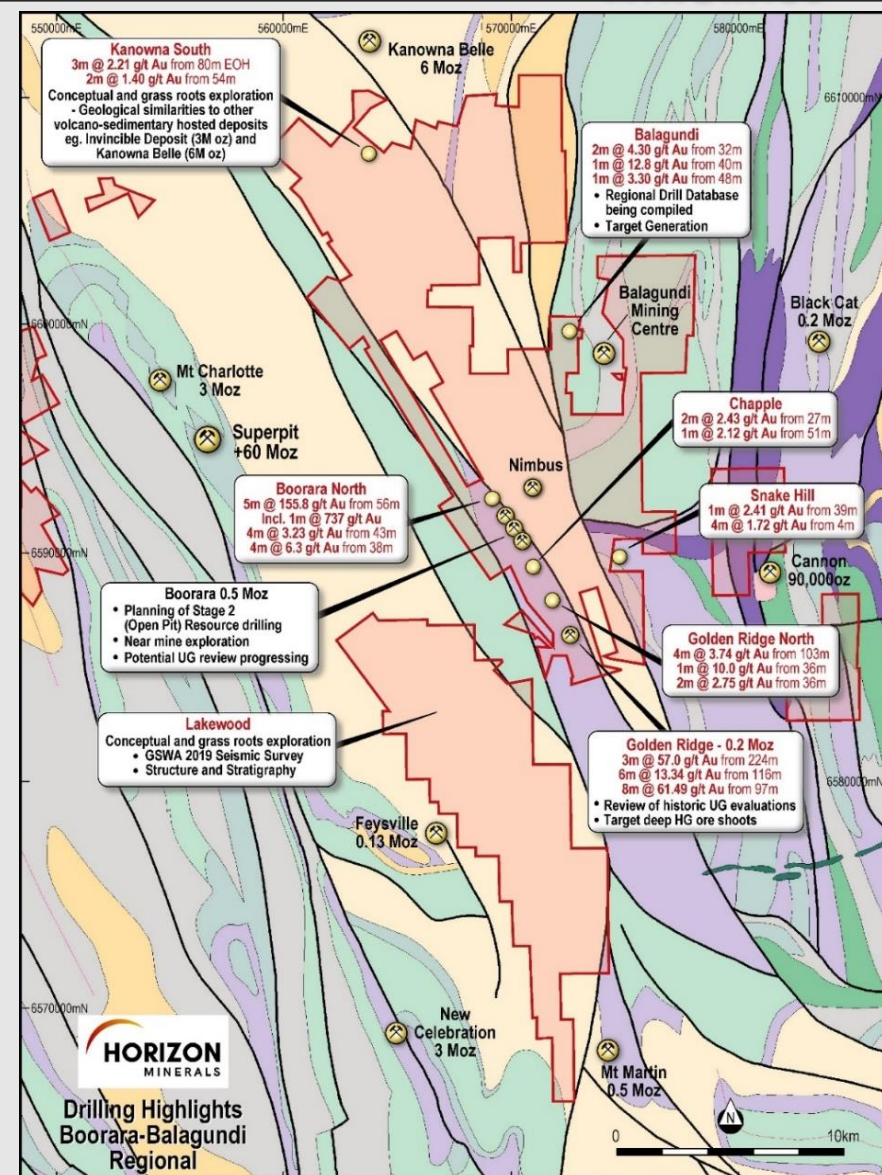 550000mE
560000mE
570000mE
580000mE
Kanowna South
3m @ 2.21 g/t Au from 80m EOH
2m @ 1.40 g/t Au from 54m
Conceptual and grass roots exploration
- Geological similarities to other
volcano-sedimentary hosted deposits
eg. Invincible Deposit (3M oz) and
Kanowna Belle (6M oz)
Kanowna Belle
6 Moz
6610000mN
Balagundi
2m @ 4.30 g/t Au from 32m
1m @ 12.8 g/t Au from 40m
1m @ 3.30 g/t Au from 48m
• Regional Drill Database
being compiled
• Target Generation
6600000mN
Balagundi
Mining
Centre
Black Cat
0.2 Moz
Mt Charlotte
3 Moz
Superpit
+60 Moz
Chapple
2m @ 2.43 g/t Au from 27m
1m @ 2.12 g/t Au from 51m
Nimbus
Boorara North
5m @ 155.8 g/t Au from 56m
Incl. 1m @ 737 g/t Au
4m @ 3.23 g/t Au from 43m
4m @ 6.3 g/t Au from 38m
Snake Hill
1m @ 2.41 g/t Au from 39m
4m @ 1.72 g/t Au from 4m
6590000mN
Cannon
90,000oz
Boorara 0.5 Moz
• Planning of Stage 2
(Open Pit) Resource drilling
• Near mine exploration
• Potential UG review progressing
Golden Ridge North
4m @ 3.74 g/t Au from 103m
1m @ 10.0 g/t Au from 36m
2m @ 2.75 g/t Au from 36m
Lakewood
Conceptual and grass roots exploration
• GSWA 2019 Seismic Survey
• Structure and Stratigraphy
Golden Ridge - 0.2 Moz
3m @ 57.0 g/t Au from 224m
6m @ 13.34 g/t Au from 116m
8m @ 61.49 g/t Au from 97m
• Review of historic UG evaluations
• Target deep HG ore shoots
6580000mN
Feysville
0.13 Moz
6570000mN
New
Celebration
3 Moz
Mt Martin
0.5 Moz
HORIZON
MINERALS
Drilling Highlights
Boorara-Balagundi
Regional
N
0
10km